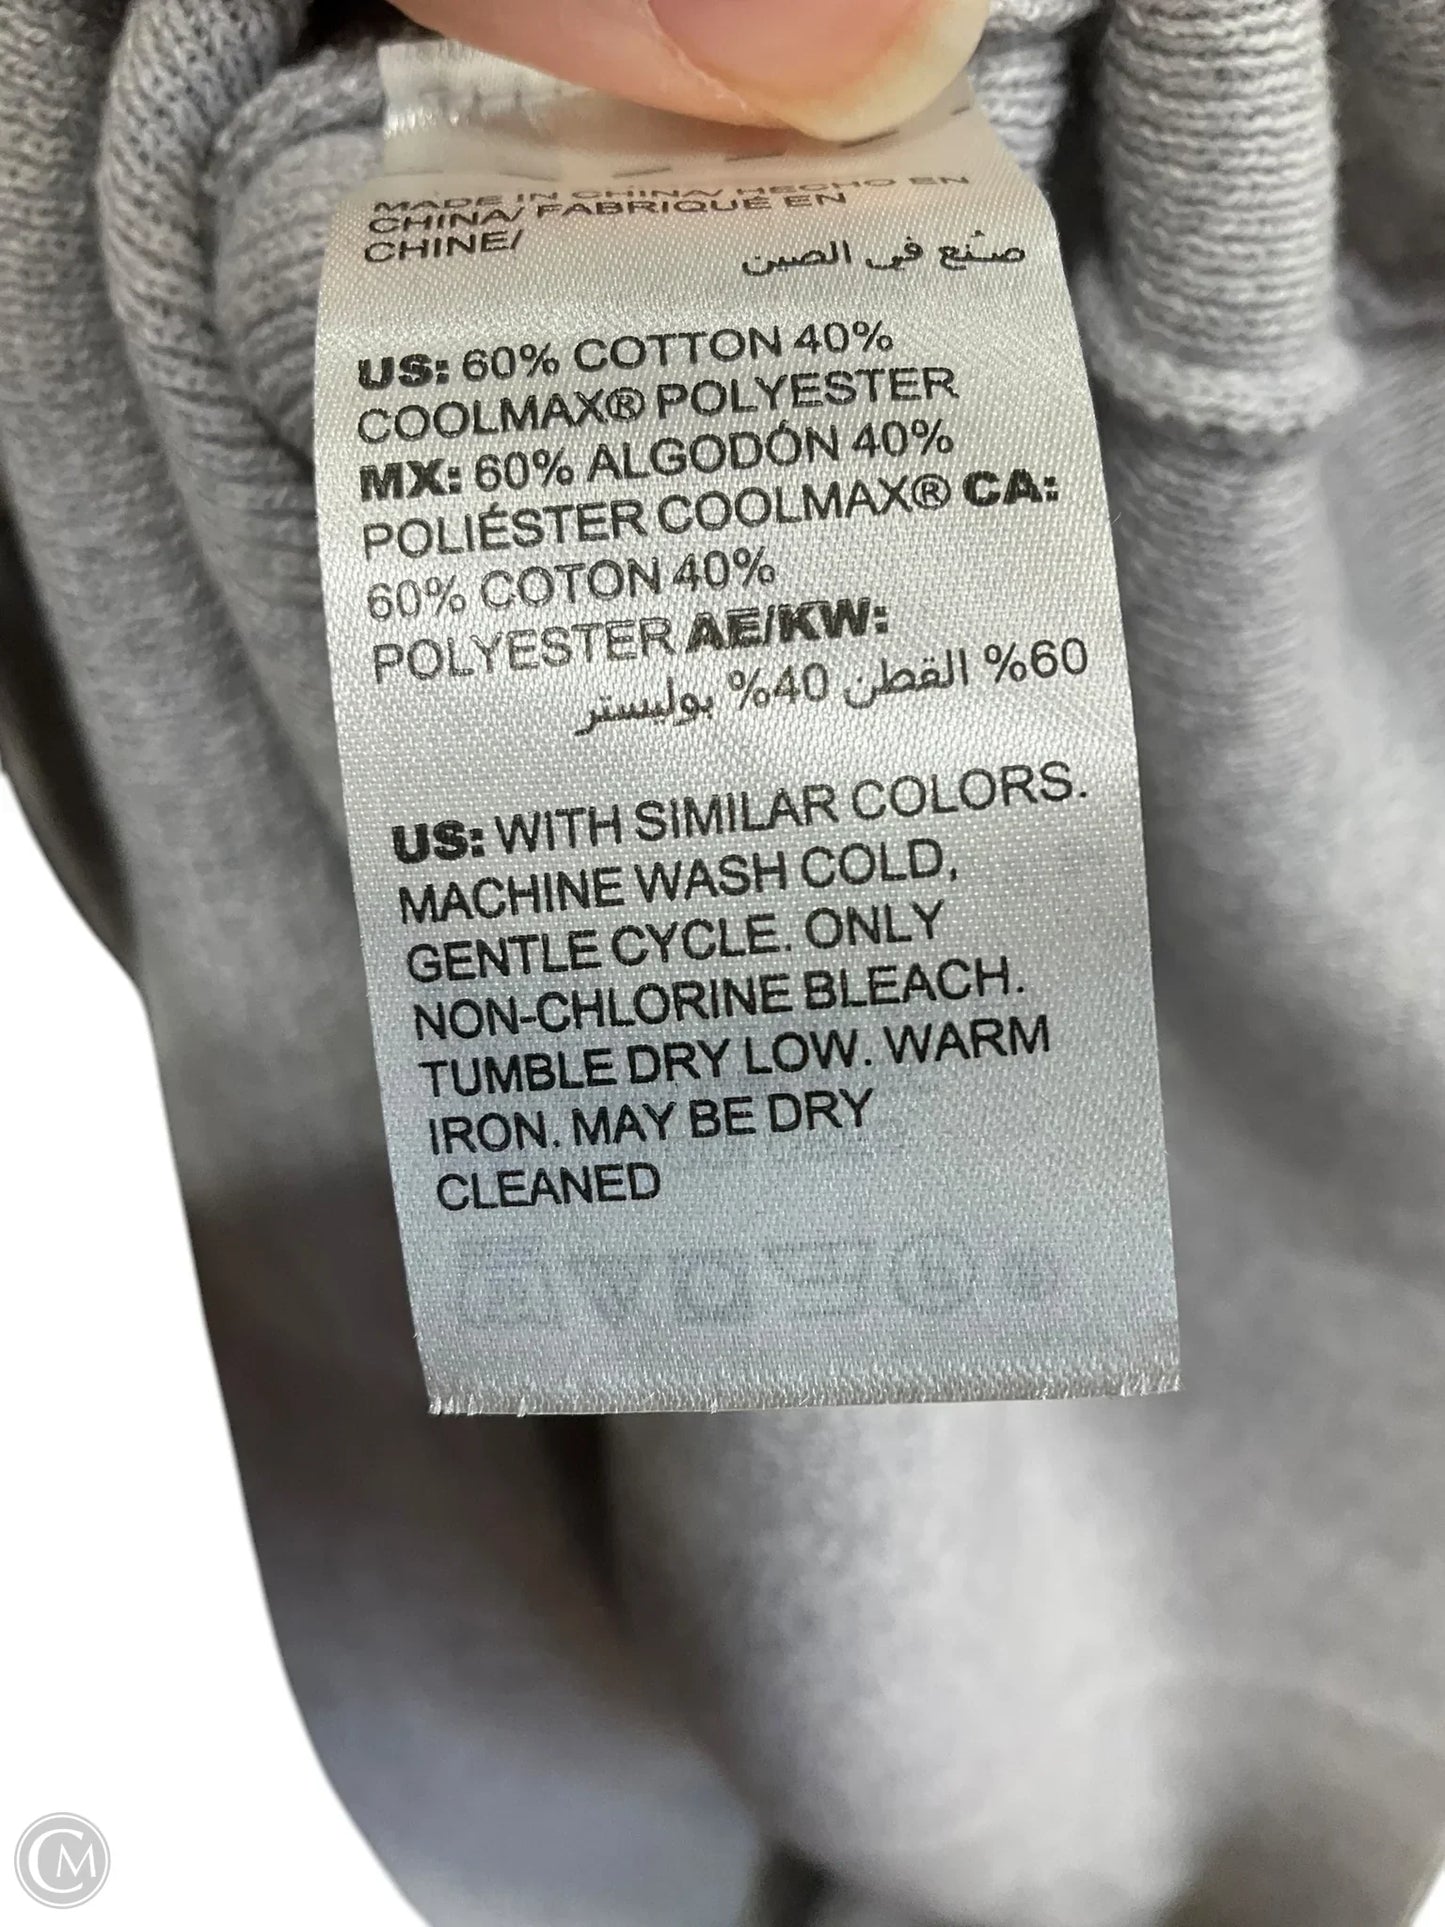 MADE IN CHINA/ HECHO EN
CHINA/ FABRIQUÉ EN
CHINE/
صنع في الصين
US: 60% COTTON 40%
COOLMAX® POLYESTER
MX: 60% ALGODÓN 40%
POLIÉSTER COOLMAX® CA:
60% COTON 40%
POLYESTER AE/KW:
60% القطن 40% بوليستر
US: WITH SIMILAR COLORS.
MACHINE WASH COLD,
GENTLE CYCLE. ONLY
NON-CHLORINE BLEACH.
TUMBLE DRY LOW. WARM
IRON. MAY BE DRY
CLEANED
CM